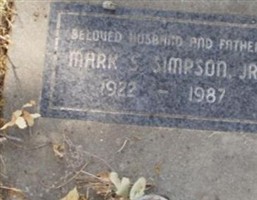 BELOVED HUSBAND AND FATHER
MARK S. SIMPSON, JR.
1922 - 1987